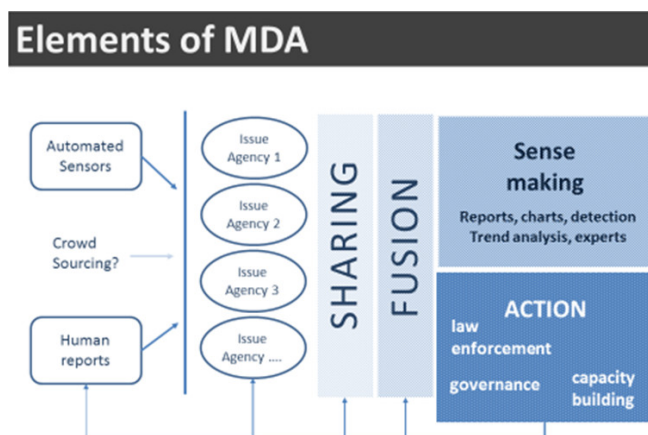 Elements of MDA
Automated
Sensors
Crowd
Sourcing?
Human
reports
Issue
Agency 1
Issue
Agency 2
Issue
Agency 3
Issue
Agency ....
SHARING
FUSION
Sense
making
Reports, charts, detection
Trend analysis, experts
ACTION
law
enforcement
governance
capacity
building